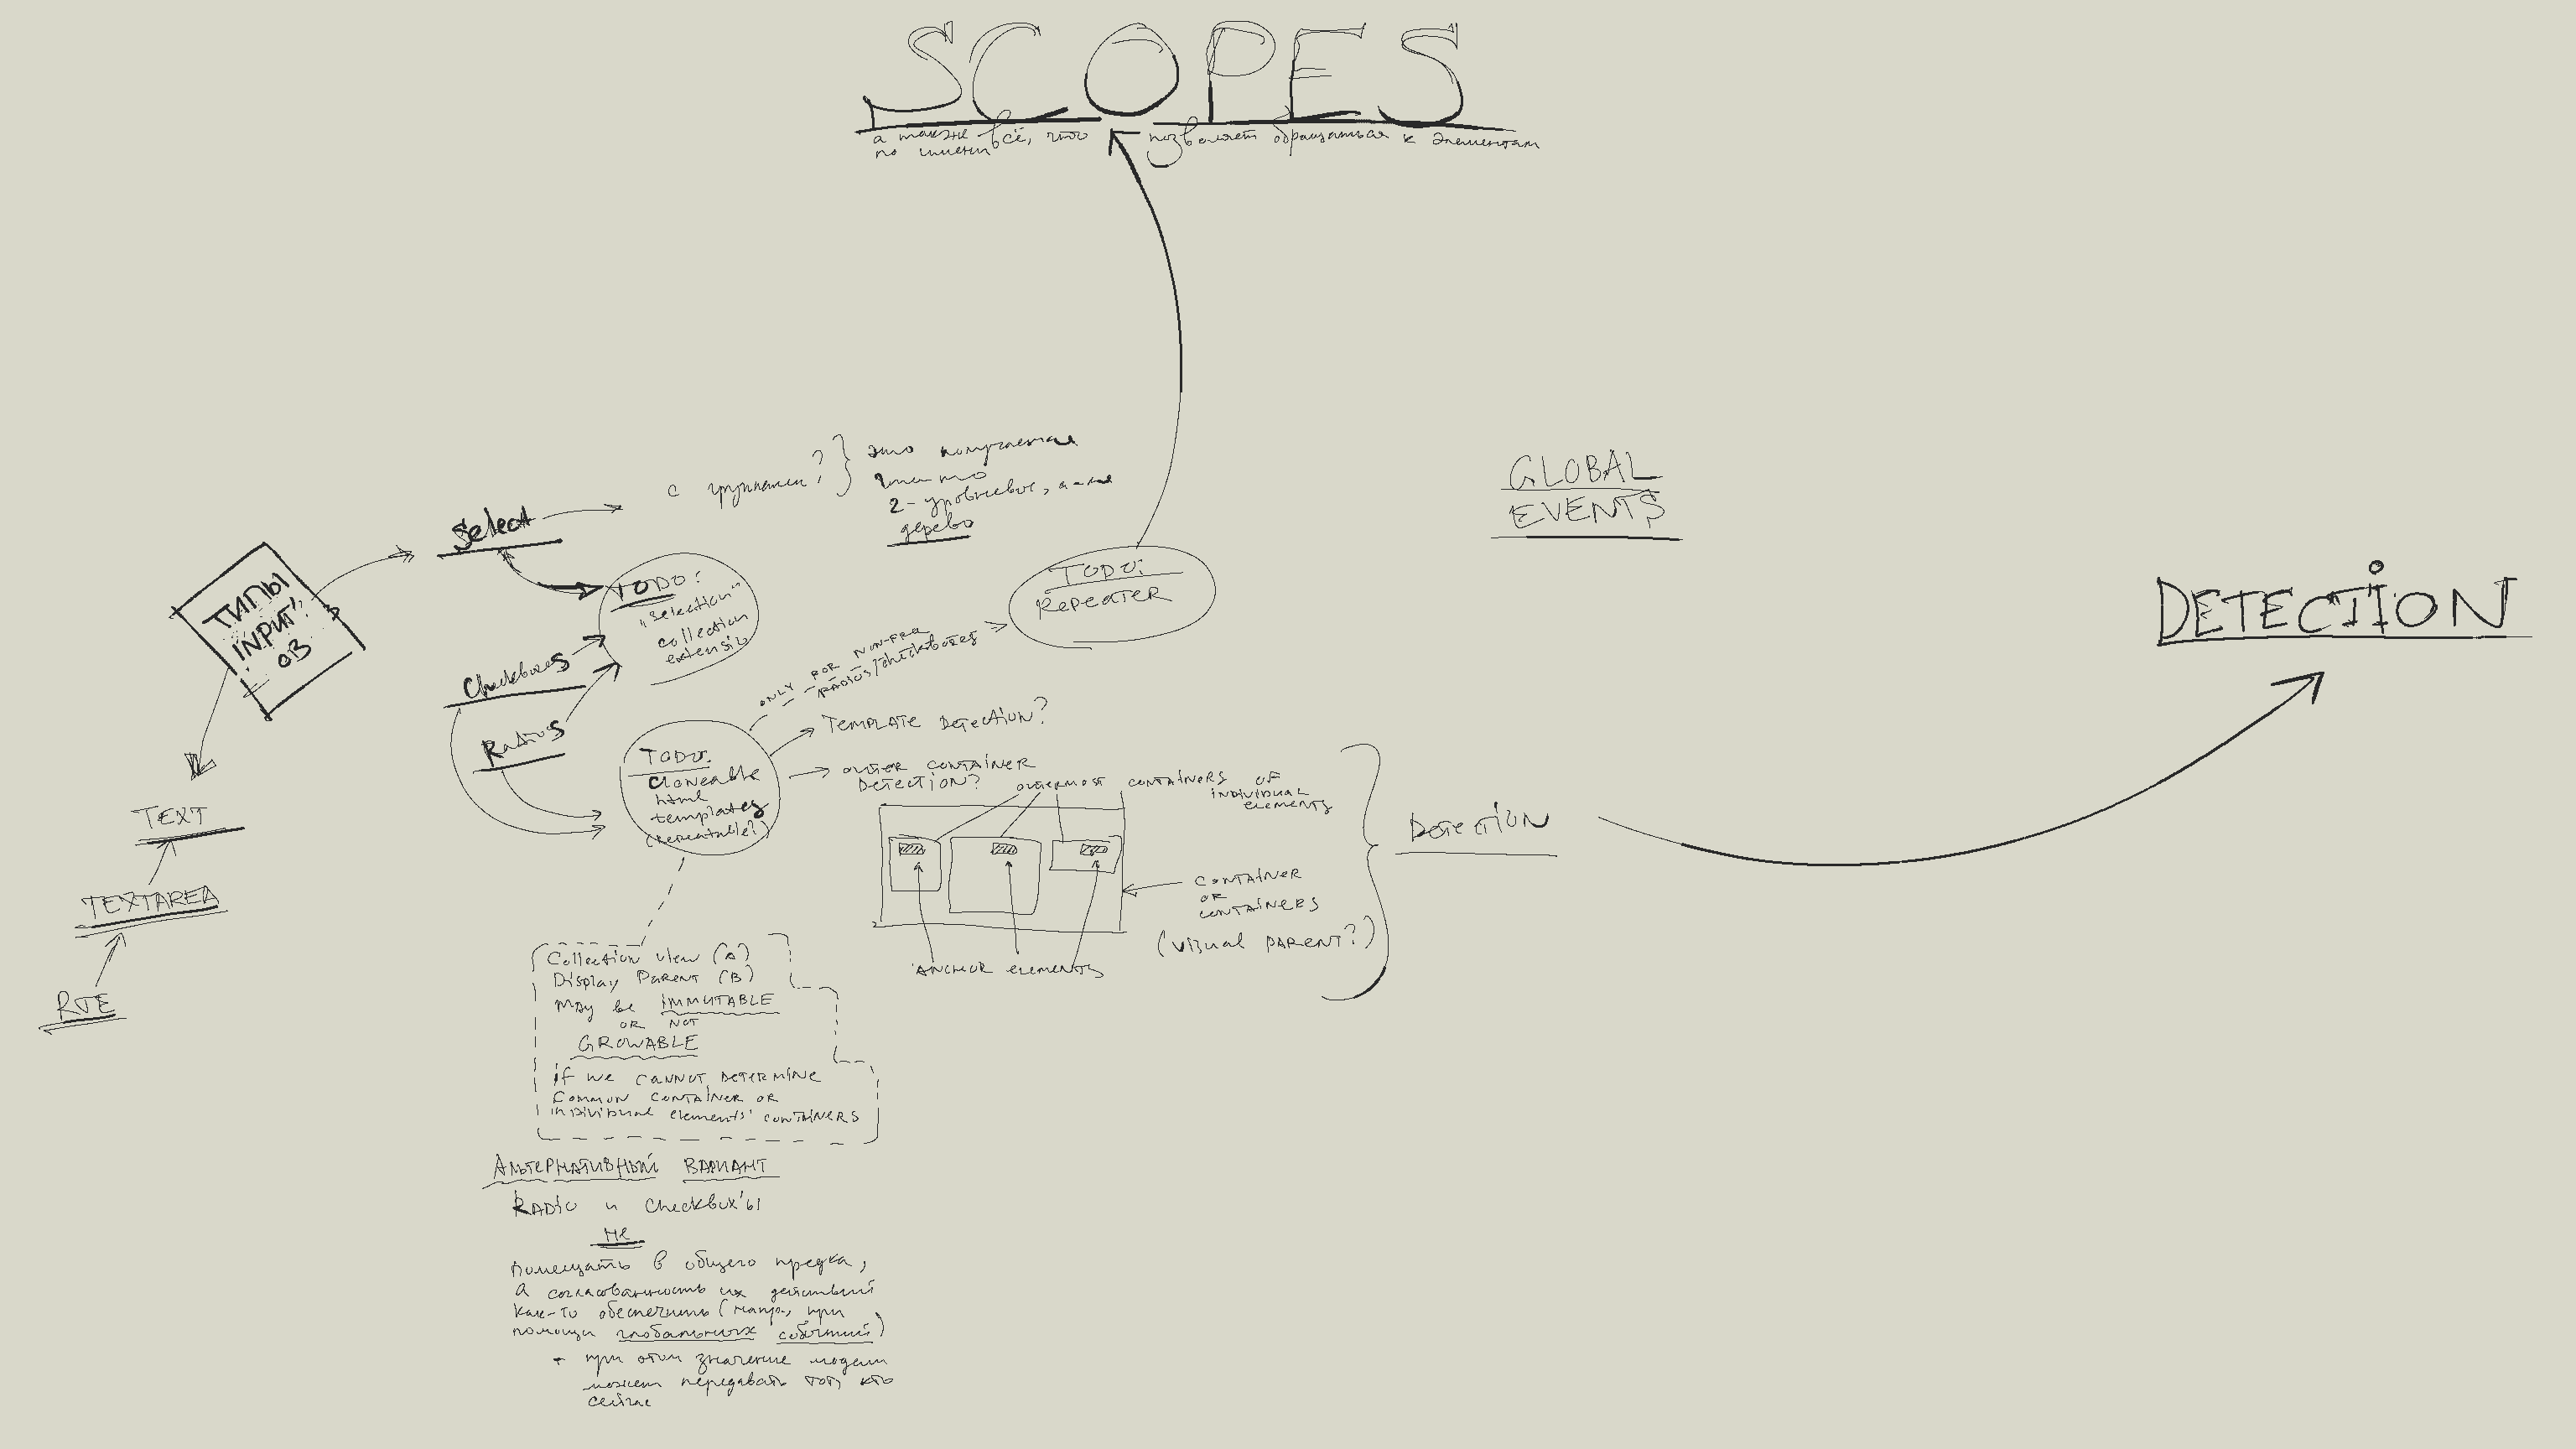 SCOPES
а также всё, что позволяет обращаться к элементам
по имени
GLOBAL
EVENTS
DETECTION
ТИПЫ
INPUT'
ОВ
Select
с группами?
это получается
2-уровневое,
дерево
TODO:
"selection"
collection
extensio
Checkboxes
Radios
TODO:
REPEATER
ONLY FOR NON-FRQ
RADIOS/checkboxes
TODO:
cloneable
html
templates
(repeatable?)
TEMPLATE DETECTION?
OUTER CONTAINER
DETECTION?
OUTERMOST CONTAINERS OF
INDIVIDUAL
ELEMENTS
CONTAINER
OR
CONTAINERS
(VISUAL PARENT?)
ANCHOR elements
DETECTION
TEXT
TEXTAREA
RTE
Collection view (A)
Display PARENT (B)
MAY be IMMUTABLE
OR NOT
GROWABLE
if we CANNOT DETERMINE
COMMON CONTAINER OR
INDIVIDUAL elements' CONTAINERS
АЛЬТЕРНАТИВНЫЙ ВАРИАНТ
RADIO и Checkbox'ы
не
помещать в общего предка,
а согласованность их действий
как-то обеспечить (напр, при
помощи глобальных событий)
+ при этом значение модели
может передавать тот, кто
сейчас